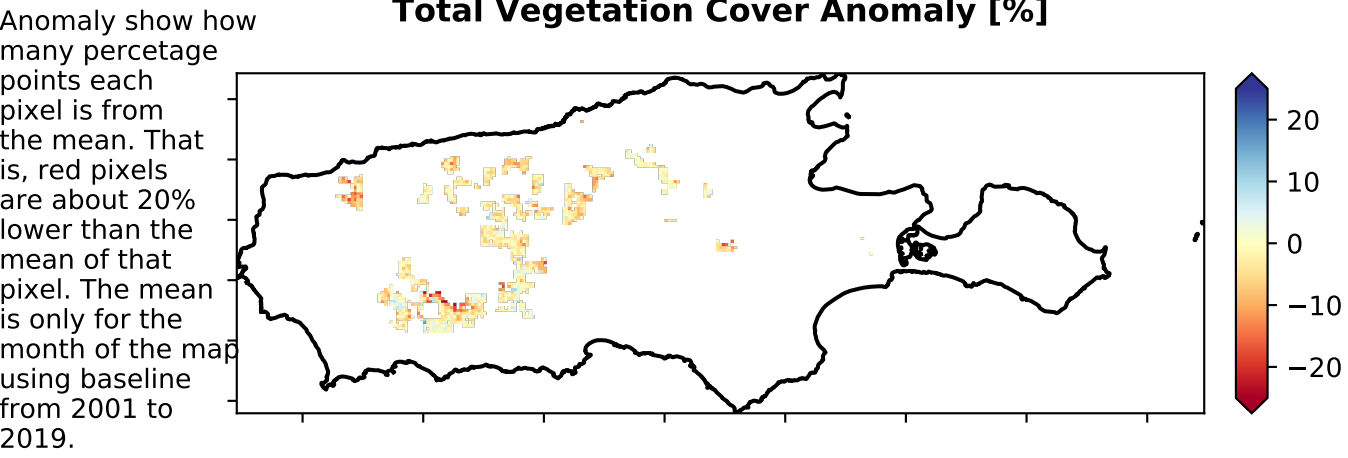 Total Vegetation Cover Anomaly [%]
Anomaly show how
many percetage
points each
pixel is from
the mean. That
is, red pixels
are about 20%
lower than the
mean of that
pixel. The mean
is only for the
month of the map
using baseline
from 2001 to
2019.
20
10
0
−10
−20